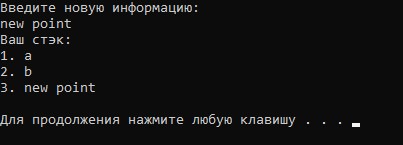 Введите новую информацию:
new point
Ваш стэк:
1. a
2. b
3. new point
Для продолжения нажмите любую клавишу . . .